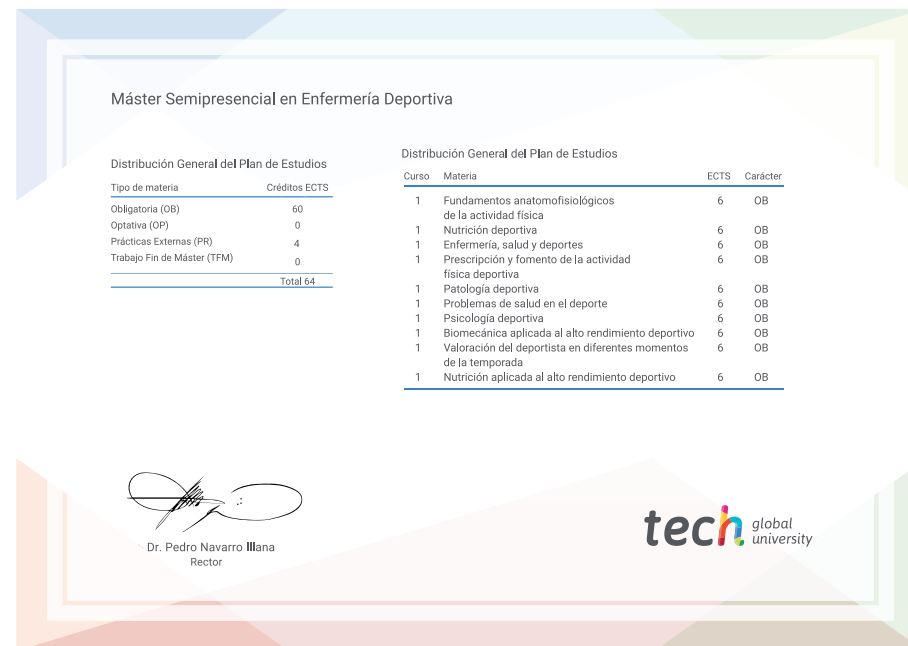 Máster Semipresencial en Enfermería Deportiva
Distribución General del Plan de Estudios
Tipo de materia Créditos ECTS
Obligatoria (OB) 60
Optativa (OP) 0
Prácticas Externas (PR) 4
Trabajo Fin de Máster (TFM) 0
Total 64
Distribución General del Plan de Estudios
Curso Materia ECTS Carácter
1 Fundamentos anatomofisiológicos 6 OB
de la actividad física
1 Nutrición deportiva 6 OB
1 Enfermería, salud y deportes 6 OB
1 Prescripción y fomento de la actividad 6 OB
física deportiva
1 Patología deportiva 6 OB
1 Problemas de salud en el deporte 6 OB
1 Psicología deportiva 6 OB
1 Biomecánica aplicada al alto rendimiento deportivo 6 OB
1 Valoración del deportista en diferentes momentos 6 OB
de la temporada
1 Nutrición aplicada al alto rendimiento deportivo 6 OB
Dr. Pedro Navarro Illana
Rector
tech global
university